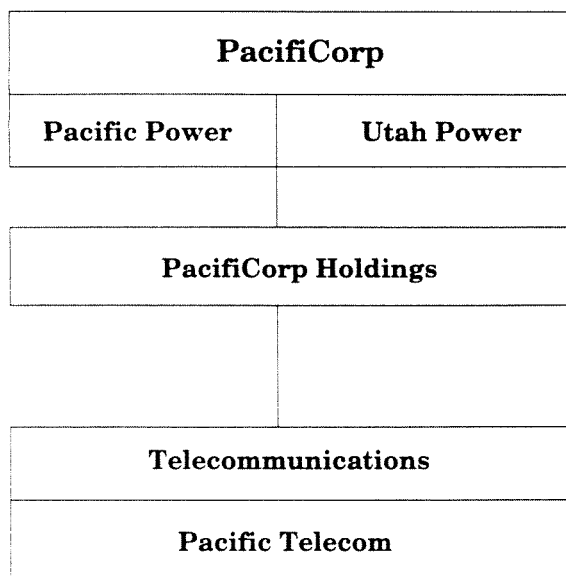 PacifiCorp
Pacific Power Utah Power
PacifiCorp Holdings
Telecommunications
Pacific Telecom